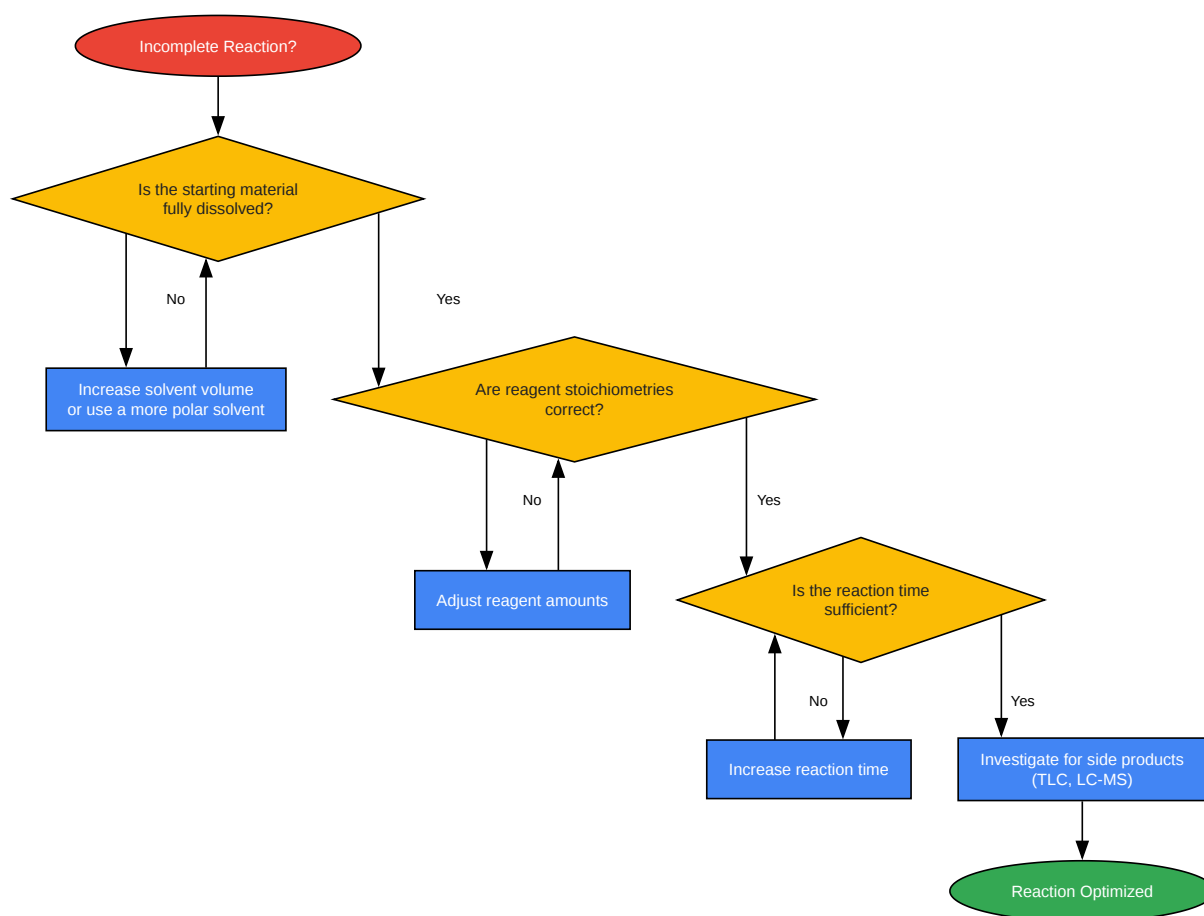 Incomplete Reaction?
Is the starting material
fully dissolved?
No
Yes
Increase solvent volume
or use a more polar solvent
Are reagent stoichiometries
correct?
No
Yes
Adjust reagent amounts
Is the reaction time
sufficient?
No
Yes
Increase reaction time
Investigate for side products
(TLC, LC-MS)
Reaction Optimized